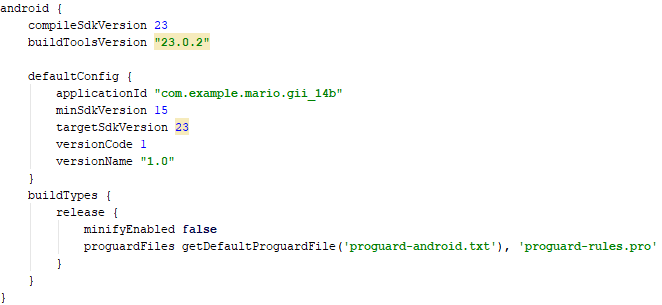 android {
    compileSdkVersion 23
    buildToolsVersion "23.0.2"

    defaultConfig {
        applicationId "com.example.mario.gii_14b"
        minSdkVersion 15
        targetSdkVersion 23
        versionCode 1
        versionName "1.0"
    }
    buildTypes {
        release {
            minifyEnabled false
            proguardFiles getDefaultProguardFile('proguard-android.txt'), 'proguard-rules.pro'
        }
    }
}